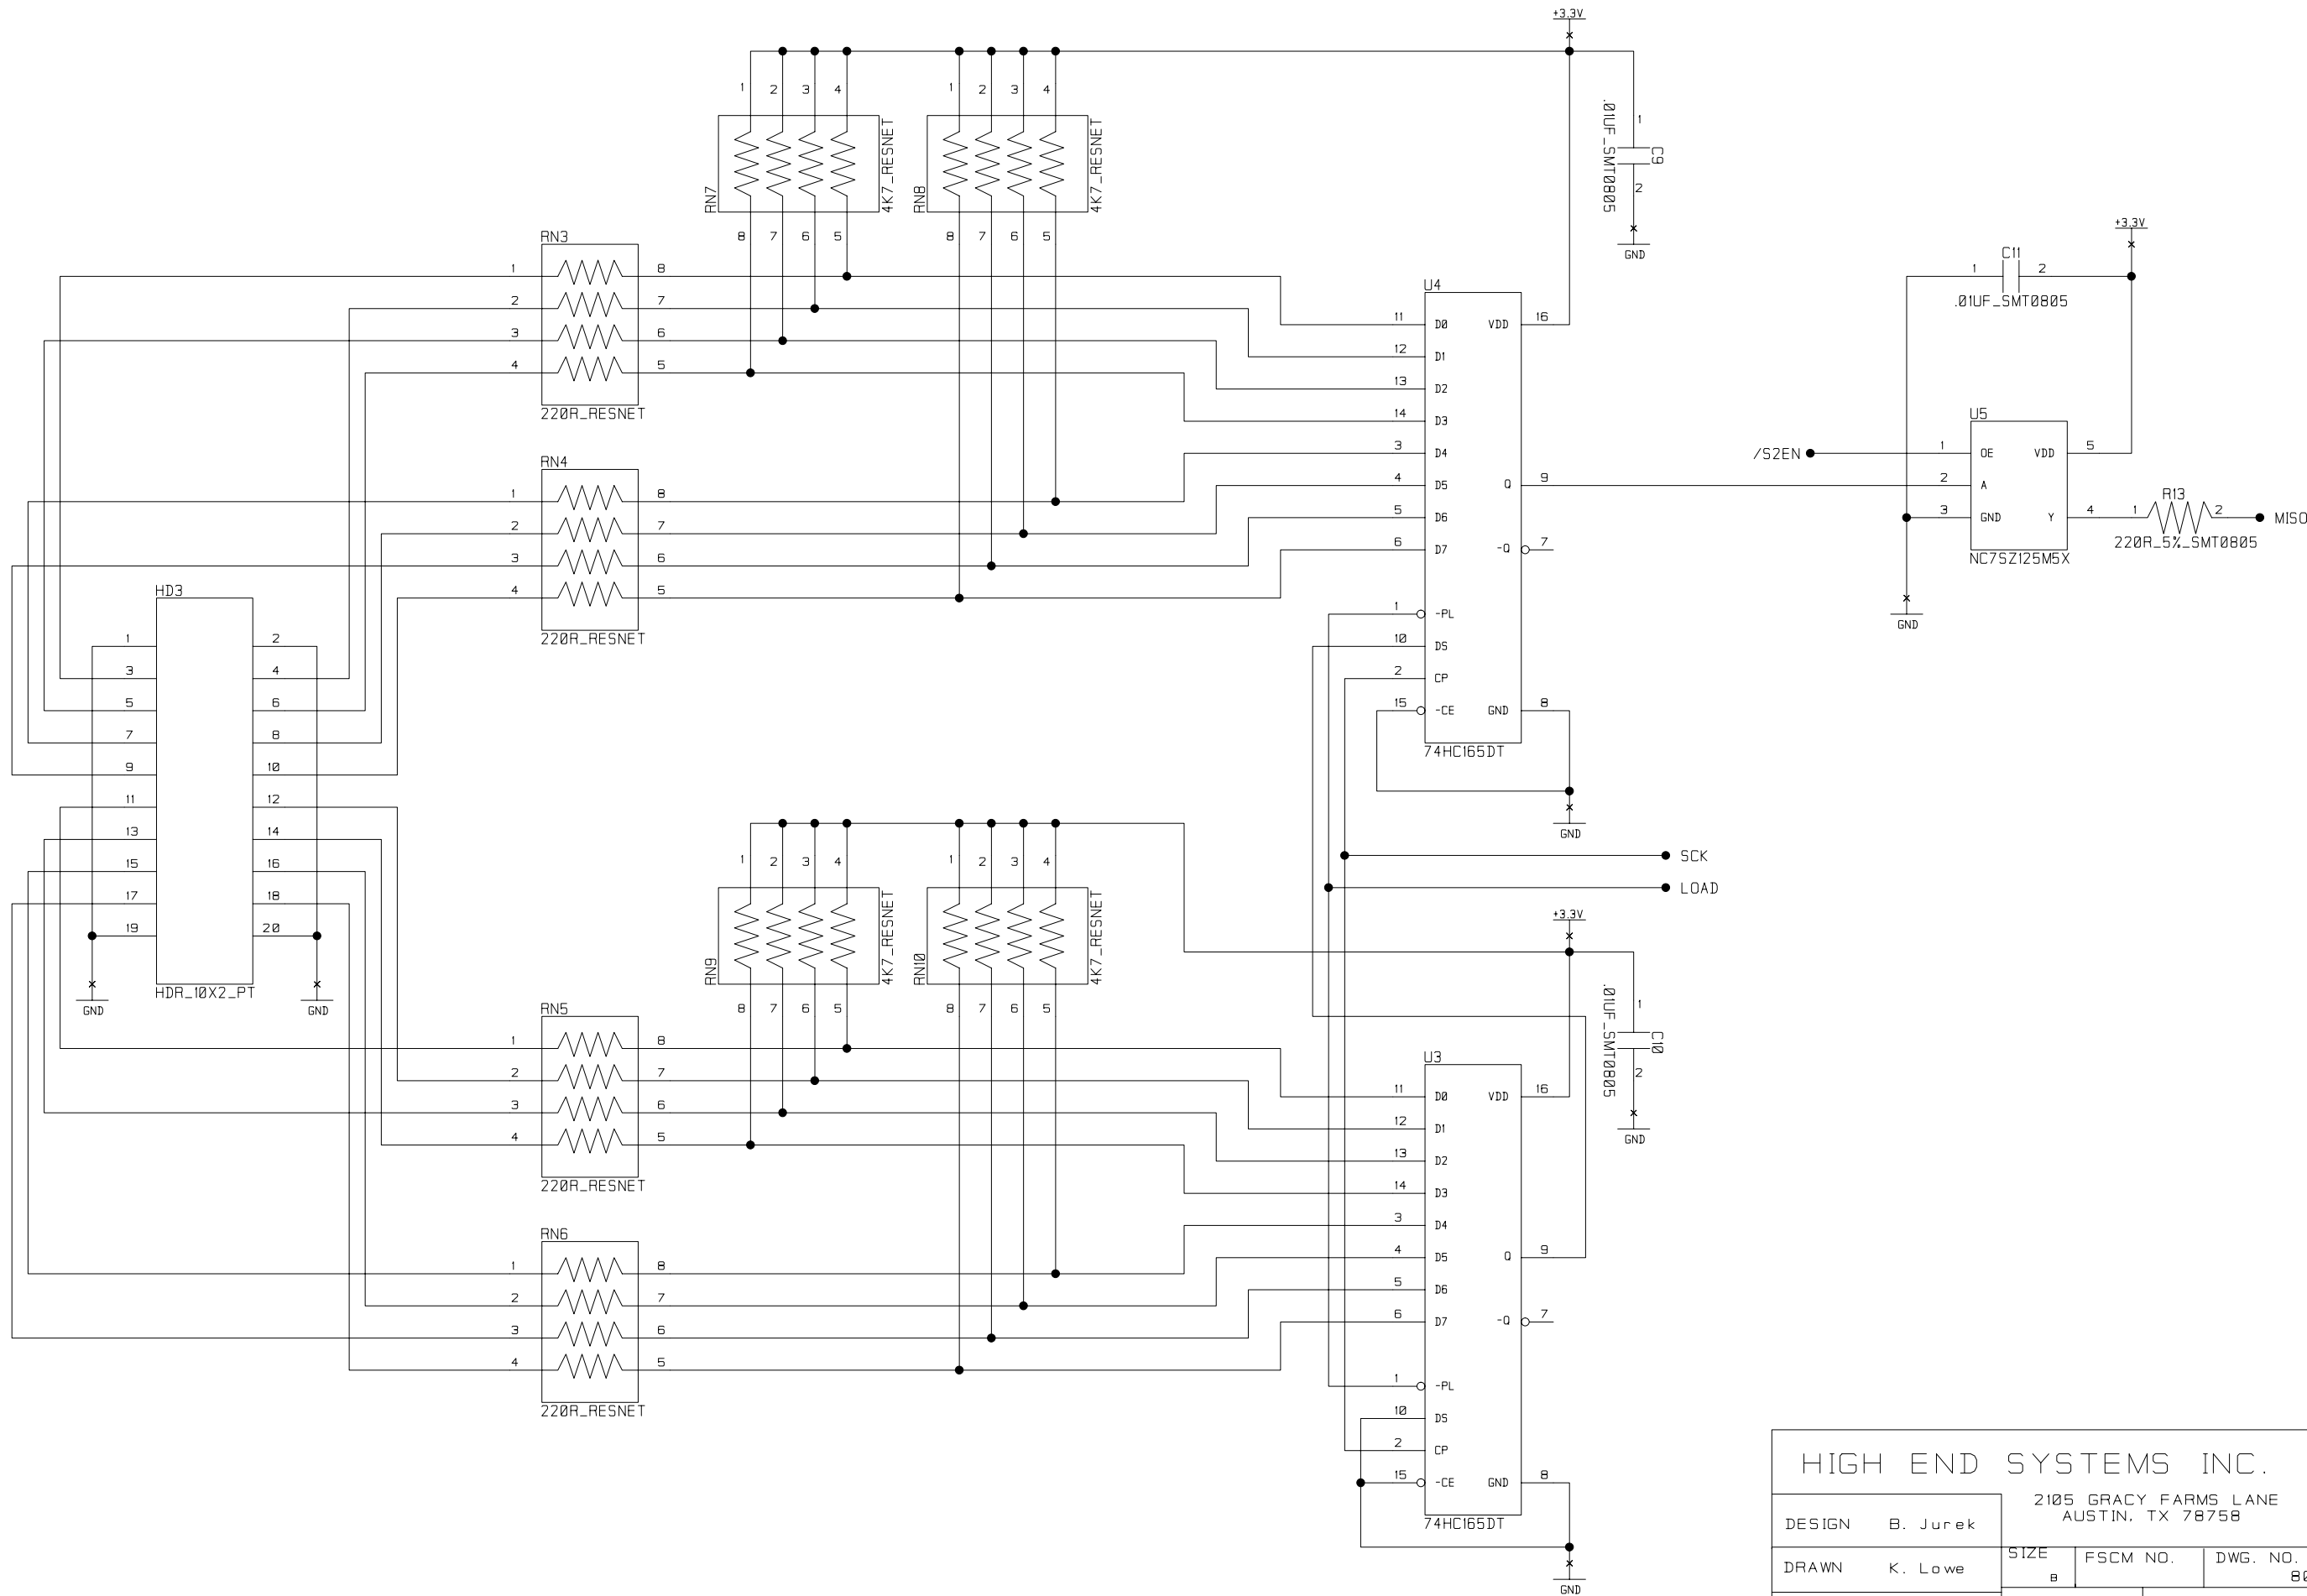 +3.3V
1 2 3 4
1 2 3 4
RN7
4K7_RESNET
RN8
4K7_RESNET
8 7 6 5
8 7 6 5
.01UF_SMT0805
1
C9
2
GND
RN3
1 8
2 7
3 6
4 5
220R_RESNET
RN4
1 8
2 7
3 6
4 5
220R_RESNET
HD3
1 2
3 4
5 6
7 8
9 10
11 12
13 14
15 16
17 18
19 20
HDR_10X2_PT
GND
GND
U4
11 D0 VDD 16
12 D1
13 D2
14 D3
3 D4
4 D5 Q 9
5 D6
6 D7 -Q 7
1 -PL
10 DS
2 CP
15 -CE GND 8
74HC165DT
GND
+3.3V
C11
1 2
.01UF_SMT0805
U5
/S2EN 1 OE VDD 5
2 A
3 GND Y 4
NC7SZ125M5X
R13
1 2
MISO
220R_5%_SMT0805
GND
SCK
LOAD
1 2 3 4
1 2 3 4
RN9
4K7_RESNET
RN10
4K7_RESNET
8 7 6 5
8 7 6 5
+3.3V
.01UF_SMT0805
1
C10
2
GND
RN5
1 8
2 7
3 6
4 5
220R_RESNET
RN6
1 8
2 7
3 6
4 5
220R_RESNET
U3
11 D0 VDD 16
12 D1
13 D2
14 D3
3 D4
4 D5 Q 9
5 D6
6 D7 -Q 7
1 -PL
10 DS
2 CP
15 -CE GND 8
74HC165DT
GND
HIGH END SYSTEMS INC.
2105 GRACY FARMS LANE
AUSTIN, TX 78758
DESIGN B. Jurek
DRAWN K. Lowe
SIZE
B
FSCM NO.
DWG. NO.